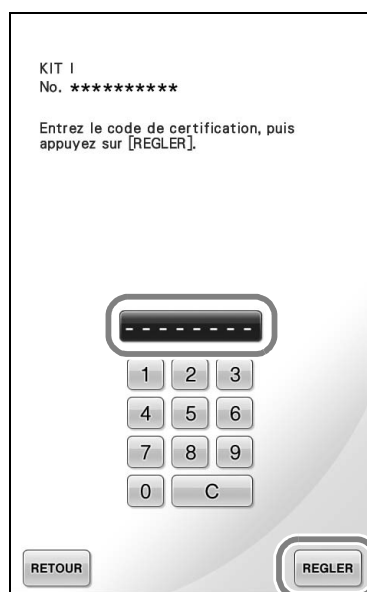 KIT I
No. **********
Entrez le code de certification, puis
appuyez sur [REGLER].
- - - - - - - -
1 2 3
4 5 6
7 8 9
0 C
RETOUR REGLER